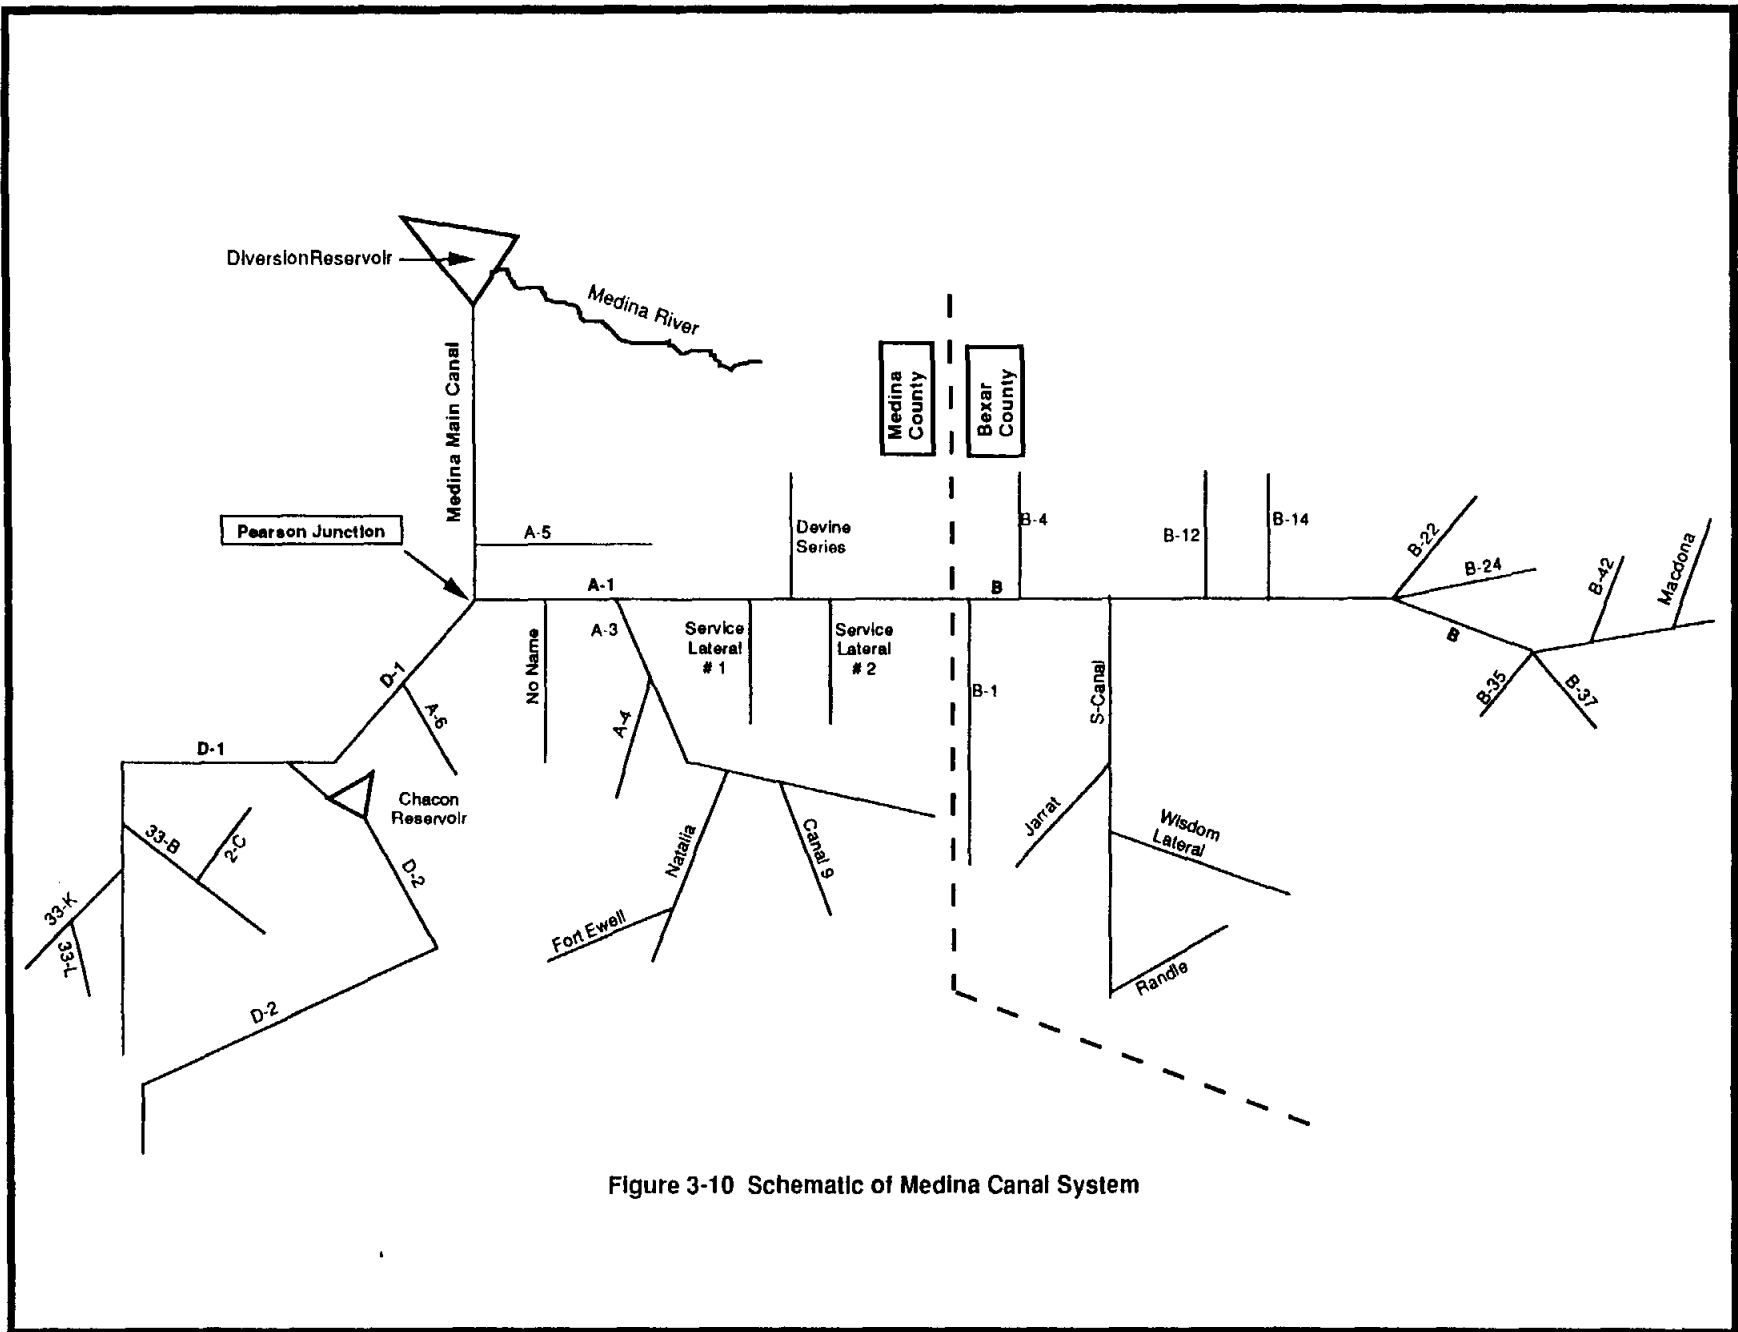 Diversion Reservoir
Medina River
Medina Main Canal
Medina
County
Bexar
County
Pearson Junction
A-5
Devine
Series
B-4
B-12
B-14
B-22
B-24
B-42
Macdona
A-1
B
B
B-35
B-37
D-1
A-6
No Name
A-3
A-4
Service
Lateral
# 1
Service
Lateral
# 2
B-1
S-Canal
D-1
Chacon
Reservoir
33-B
2-C
D-2
33-K
33-L
D-2
Natalia
Canal 9
Fort Ewell
Jarrat
Wisdom
Lateral
Randle
Figure 3-10 Schematic of Medina Canal System